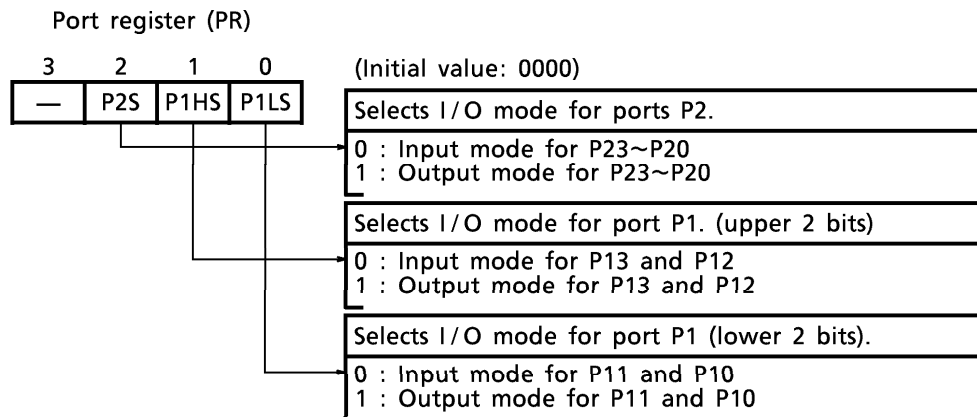 Port register (PR)
3 2 1 0
(Initial value: 0000)
— P2S P1HS P1LS
Selects I/O mode for ports P2.
0 : Input mode for P23~P20
1 : Output mode for P23~P20
Selects I/O mode for port P1. (upper 2 bits)
0 : Input mode for P13 and P12
1 : Output mode for P13 and P12
Selects I/O mode for port P1 (lower 2 bits).
0 : Input mode for P11 and P10
1 : Output mode for P11 and P10